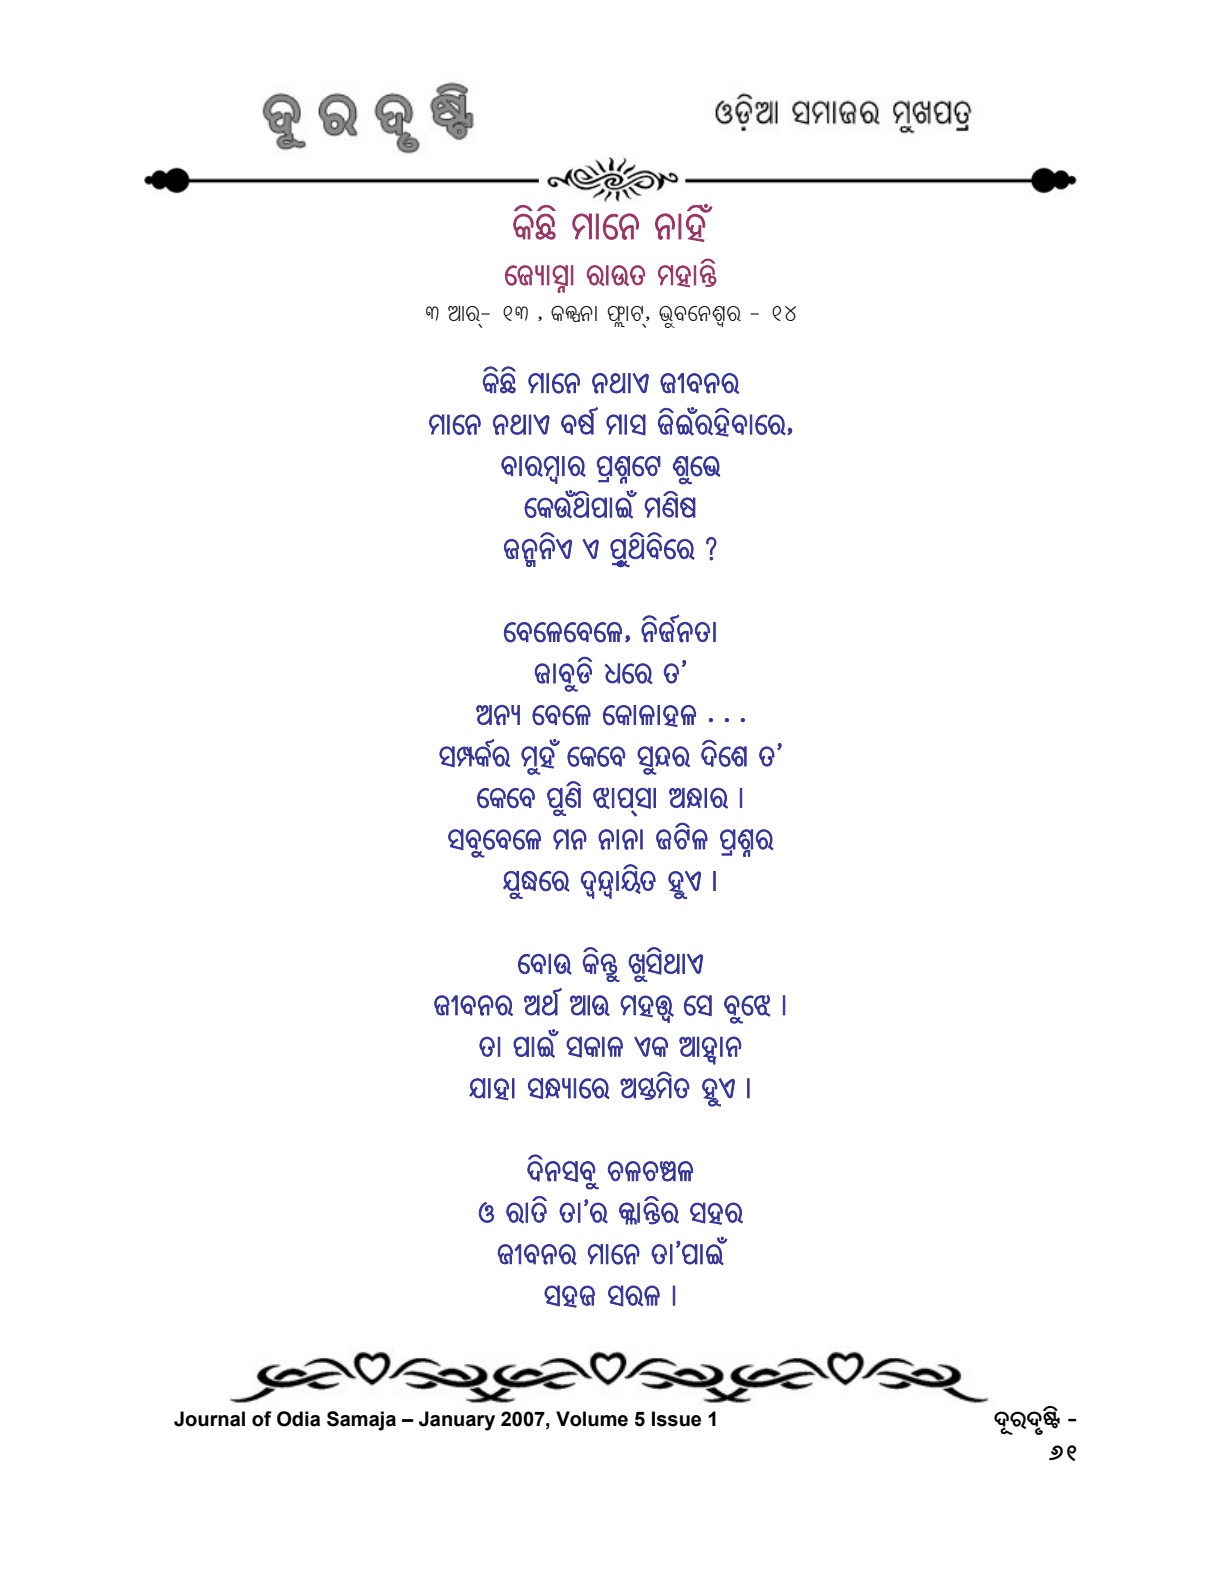 ଦୂରଦୃଷ୍ଟି
ଓଡ଼ିଆ ସମାଜର ମୁଖପତ୍ର
କିଛି ମାନେ ନାହିଁ
ଜ୍ୟୋସ୍ନା ରାଉତ ମହାନ୍ତି
୩ ଆର୍- ୧୩ , କଳ୍ପନା ଫ୍ଲାଟ୍, ଭୁବନେଶ୍ୱର - ୧୪
କିଛି ମାନେ ନଥାଏ ଜୀବନର
ମାନେ ନଥାଏ ବର୍ଷ ମାସ ଜିଇଁରହିବାରେ,
ବାରମ୍ବାର ପ୍ରଶ୍ନଟେ ଶୁଭେ
କେଉଁଥିପାଇଁ ମଣିଷ
ଜନ୍ମନିଏ ଏ ପ୍ରୁଥିବିରେ ?
ବେଳେବେଳେ, ନିର୍ଜନତା
ଜାବୁଡି ଧରେ ତ’
ଅନ୍ୟ ବେଳେ କୋଳାହଳ . . .
ସମ୍ପର୍କର ମୁହଁ କେବେ ସୁନ୍ଦର ଦିଶେ ତ’
କେବେ ପୁଣି ଝାପ୍ସା ଅନ୍ଧାର ।
ସବୁବେଳେ ମନ ନାନା ଜଟିଳ ପ୍ରଶ୍ନର
ଯୁଦ୍ଧରେ ଦ୍ୱନ୍ଦ୍ୱାୟିତ ହୁଏ ।
ବୋଉ କିନ୍ତୁ ଖୁସିଥାଏ
ଜୀବନର ଅର୍ଥ ଆଉ ମହତ୍ତ୍ୱ ସେ ବୁଝେ ।
ତା ପାଇଁ ସକାଳ ଏକ ଆହ୍ୱାନ
ଯାହା ସନ୍ଧ୍ୟାରେ ଅସ୍ତମିତ ହୁଏ ।
ଦିନସବୁ ଚଳଚଞ୍ଚଳ
ଓ ରାତି ତା’ର କ୍ଳାନ୍ତିର ସହର
ଜୀବନର ମାନେ ତା’ପାଇଁ
ସହଜ ସରଳ ।
Journal of Odia Samaja – January 2007, Volume 5 Issue 1
ଦୂରଦୃଷ୍ଟି -
୬୧